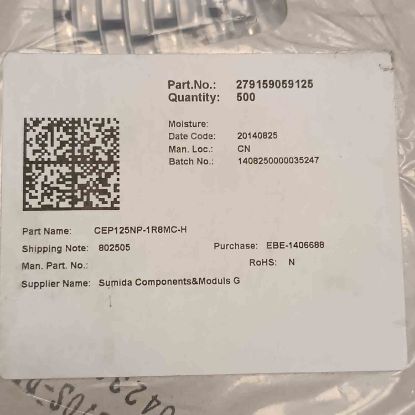 Part.No.: 279159059125
Quantity: 500
Moisture:
Date Code: 20140825
Man. Loc.: CN
Batch No.: 1408250000035247
Part Name: CEP125NP-1R8MC-H
Shipping Note: 802505 Purchase: EBE-1406688
Man. Part. No.: RoHS: N
Supplier Name: Sumida Components&Moduls G